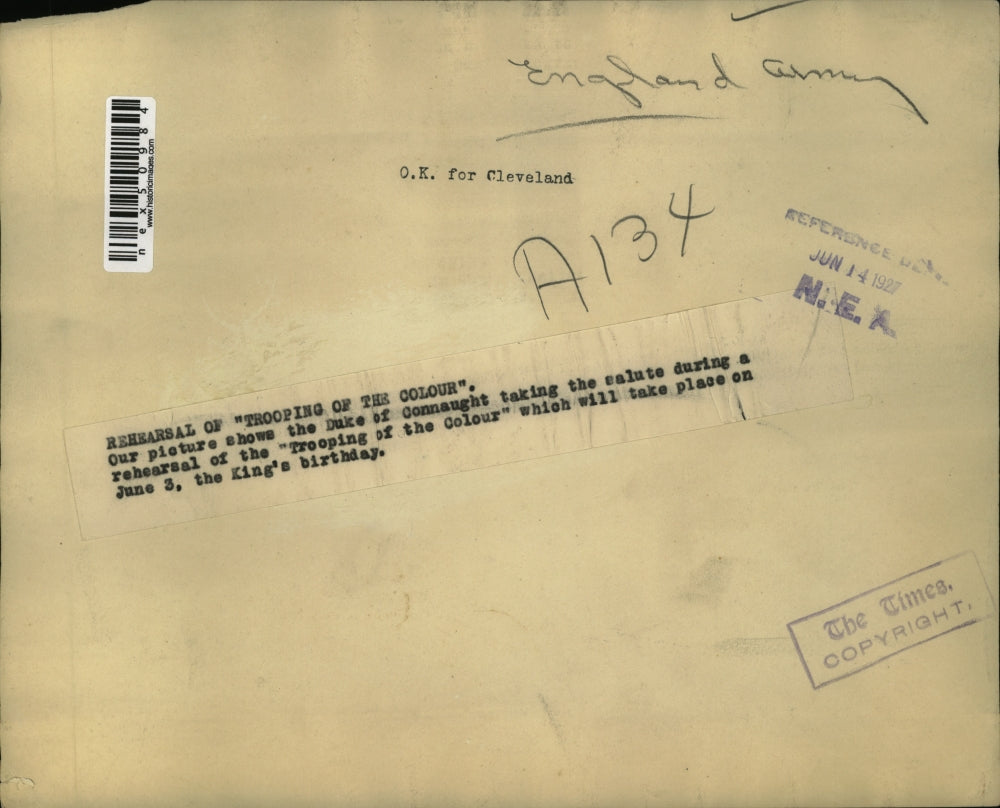 England Army
O.K. for Cleveland
A134
REFERENCE DEPT.
JUN 14 1927
N.E.A.
nex50984
www.historicimages.com
REHEARSAL OF "TROOPING OF THE COLOUR".
Our picture shows the Duke of Connaught taking the salute during a
rehearsal of the "Trooping of the Colour" which will take place on
June 3, the King's birthday.
The Times.
COPYRIGHT.